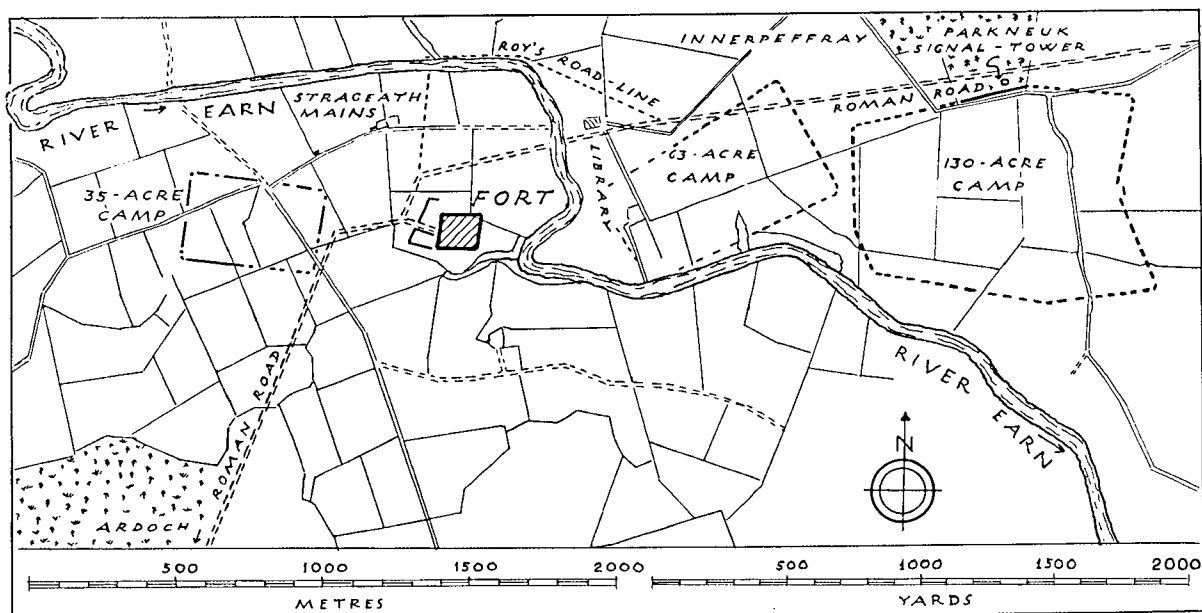 INNERPEFFRAY
PARKNEUK
SIGNAL-TOWER
ROY'S
ROAD-LINE
RIVER EARN
STRAGEATH
MAINS
ROMAN ROAD
LIBRARY
63-ACRE
CAMP
130-ACRE
CAMP
35-ACRE
CAMP
FORT
ROMAN ROAD
ARDOCH
RIVER EARN
N
500 1000 1500 2000
METRES
500 1000 1500 2000
YARDS